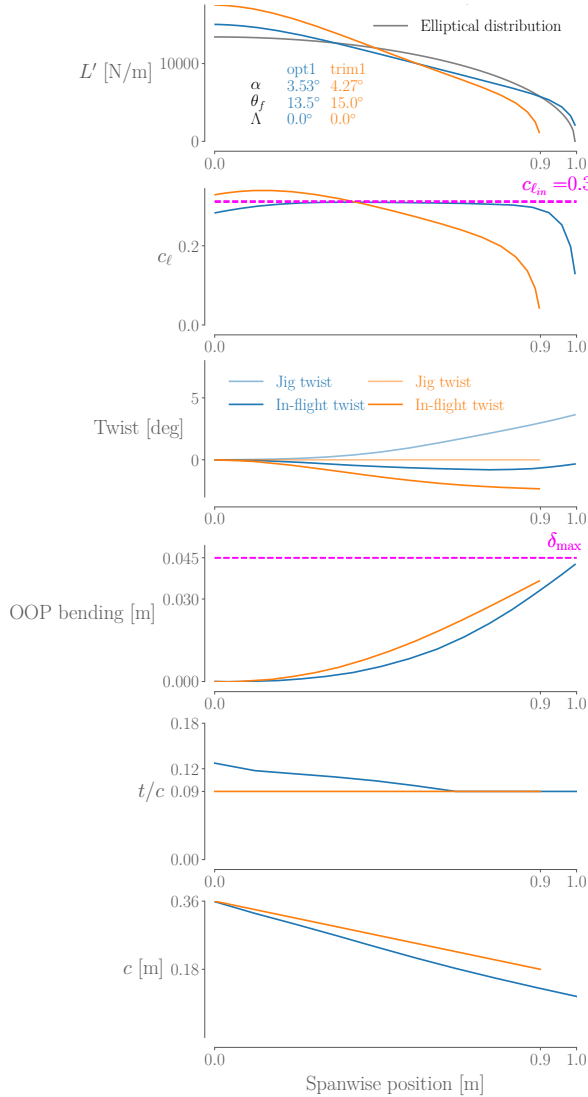 Elliptical distribution
L′ [N/m]
10000
0
opt1 trim1
α 3.53° 4.27°
θf 13.5° 15.0°
Λ 0.0° 0.0°
0.0 0.9 1.0
cℓin =0.3
cℓ
0.2
0.0
0.0 0.9 1.0
Jig twist Jig twist
In-flight twist In-flight twist
Twist [deg]
5
0
0.0 0.9 1.0
δmax
OOP bending [m]
0.045
0.030
0.000
0.0 0.9 1.0
t/c
0.18
0.12
0.09
0.00
0.0 0.9 1.0
c [m]
0.36
0.18
0.0 0.9 1.0
Spanwise position [m]